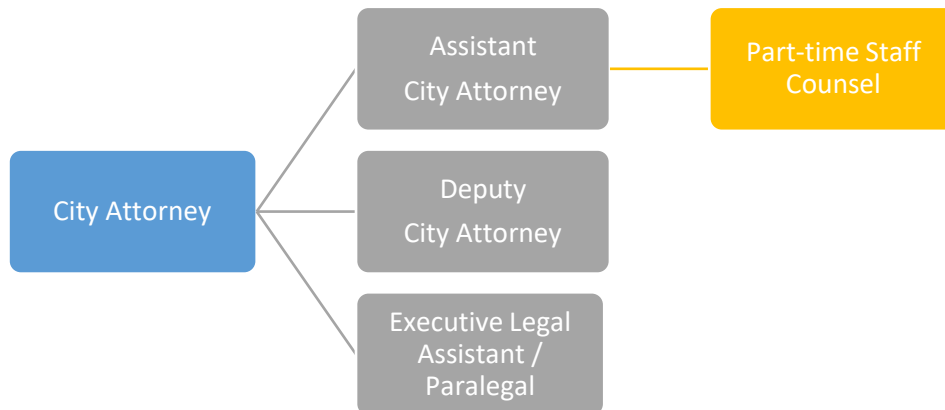 City Attorney
Assistant
City Attorney
Part-time Staff
Counsel
Deputy
City Attorney
Executive Legal
Assistant /
Paralegal